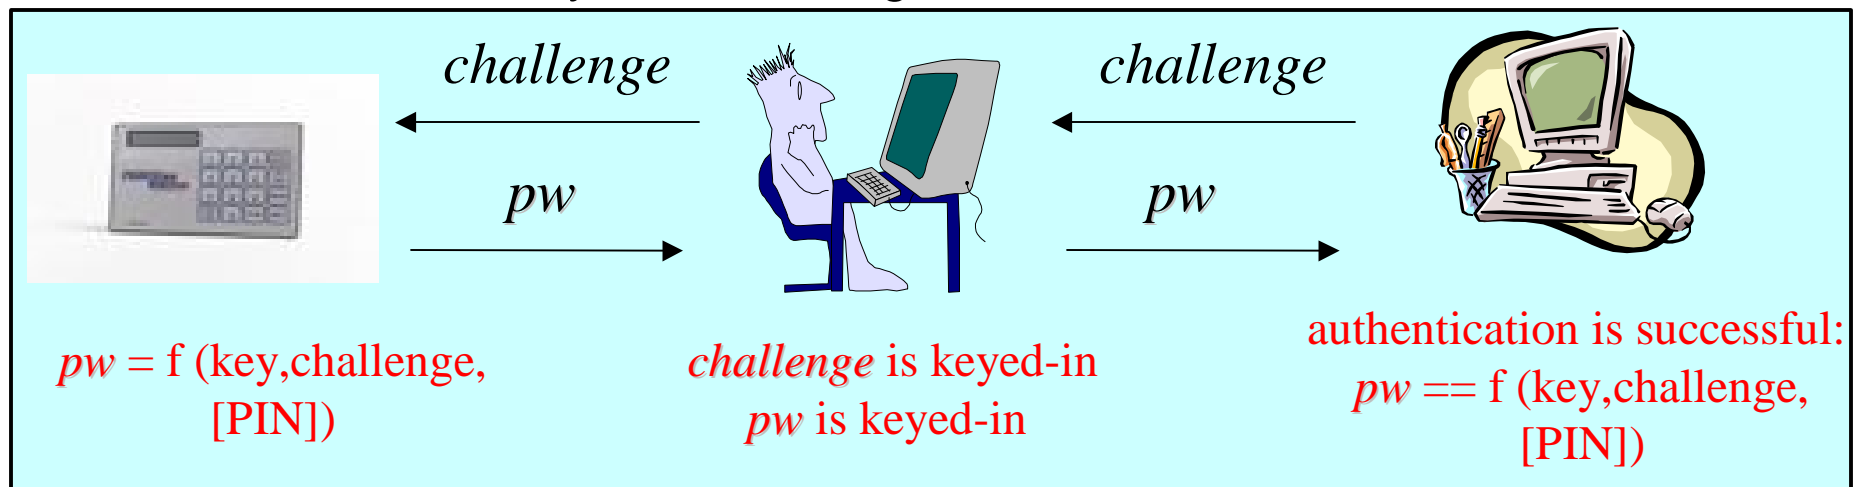 challenge
challenge
pw
pw
pw = f (key,challenge,
[PIN])
challenge is keyed-in
pw is keyed-in
authentication is successful:
pw == f (key,challenge,
[PIN])